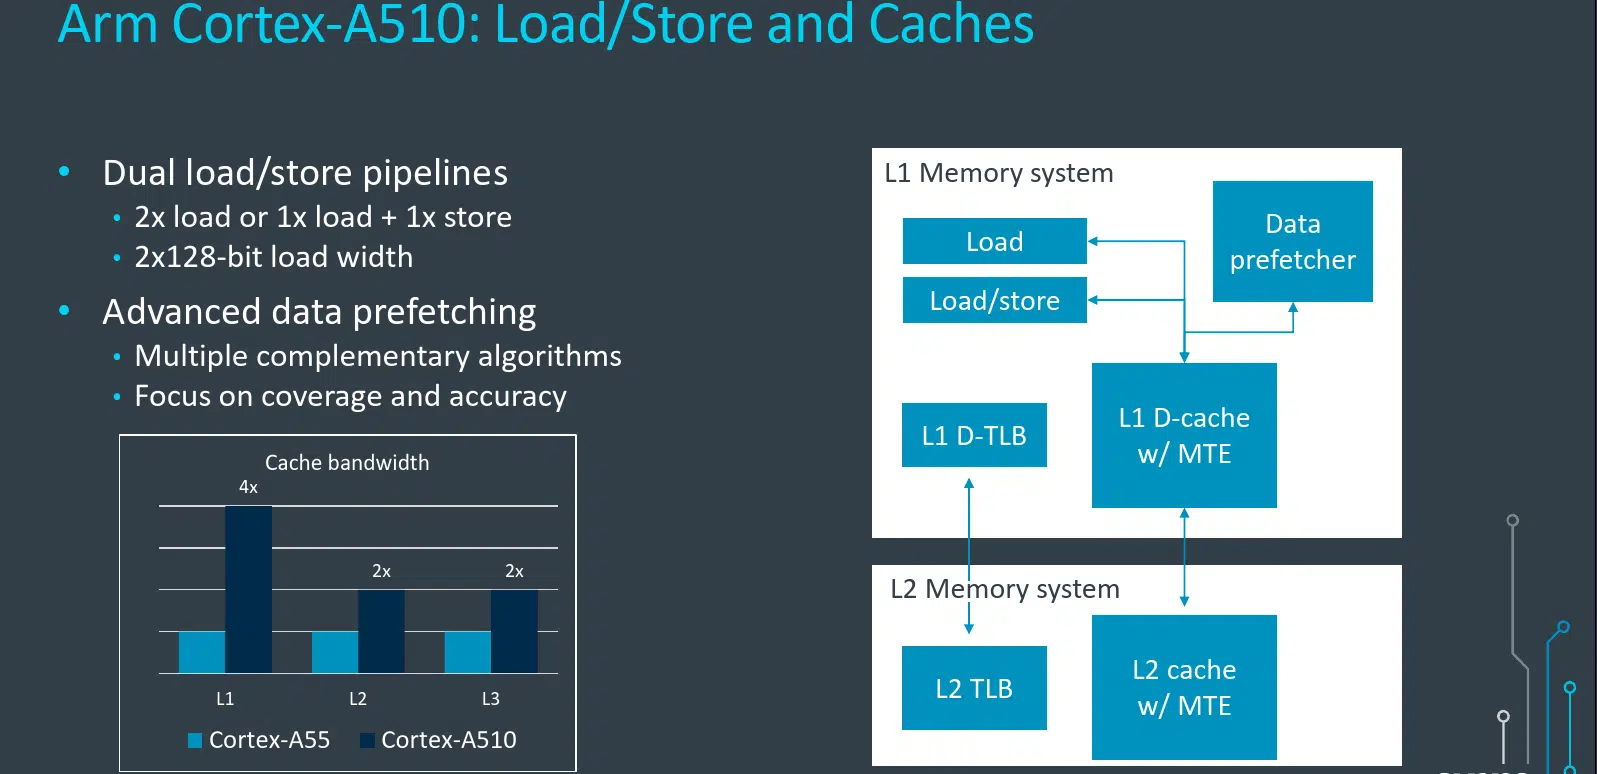 Arm Cortex-A510: Load/Store and Caches
• Dual load/store pipelines
• 2x load or 1x load + 1x store
• 2x128-bit load width
• Advanced data prefetching
• Multiple complementary algorithms
• Focus on coverage and accuracy
Cache bandwidth
4x
2x
2x
L1
L2
L3
Cortex-A55
Cortex-A510
L1 Memory system
Load
Load/store
Data
prefetcher
L1 D-TLB
L1 D-cache
w/ MTE
L2 Memory system
L2 TLB
L2 cache
w/ MTE